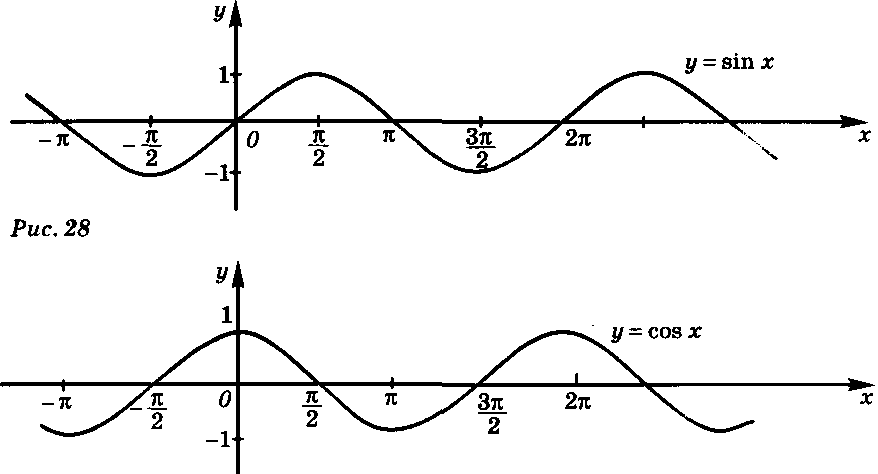 y
1
y = sin x
-π -π/2 0 π/2 π 3π/2 2π x
-1
Рис. 28
y
1
y = cos x
-π -π/2 0 π/2 π 3π/2 2π x
-1